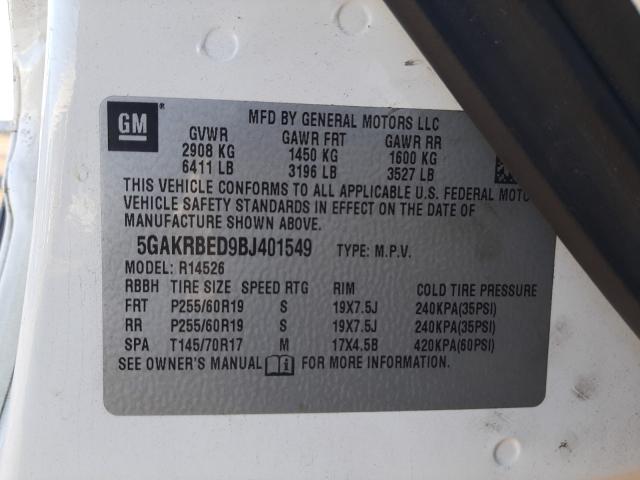 GM ®
MFD BY GENERAL MOTORS LLC
GVWR GAWR FRT GAWR RR
2908 KG 1450 KG 1600 KG
6411 LB 3196 LB 3527 LB
THIS VEHICLE CONFORMS TO ALL APPLICABLE U.S. FEDERAL MOTO
VEHICLE SAFETY STANDARDS IN EFFECT ON THE DATE OF
MANUFACTURE SHOWN ABOVE.
5GAKRBED9BJ401549 TYPE: M.P.V.
MODEL: R14526
RBBH TIRE SIZE SPEED RTG RIM COLD TIRE PRESSURE
FRT P255/60R19 S 19X7.5J 240KPA(35PSI)
RR P255/60R19 S 19X7.5J 240KPA(35PSI)
SPA T145/70R17 M 17X4.5B 420KPA(60PSI)
SEE OWNER'S MANUAL FOR MORE INFORMATION.